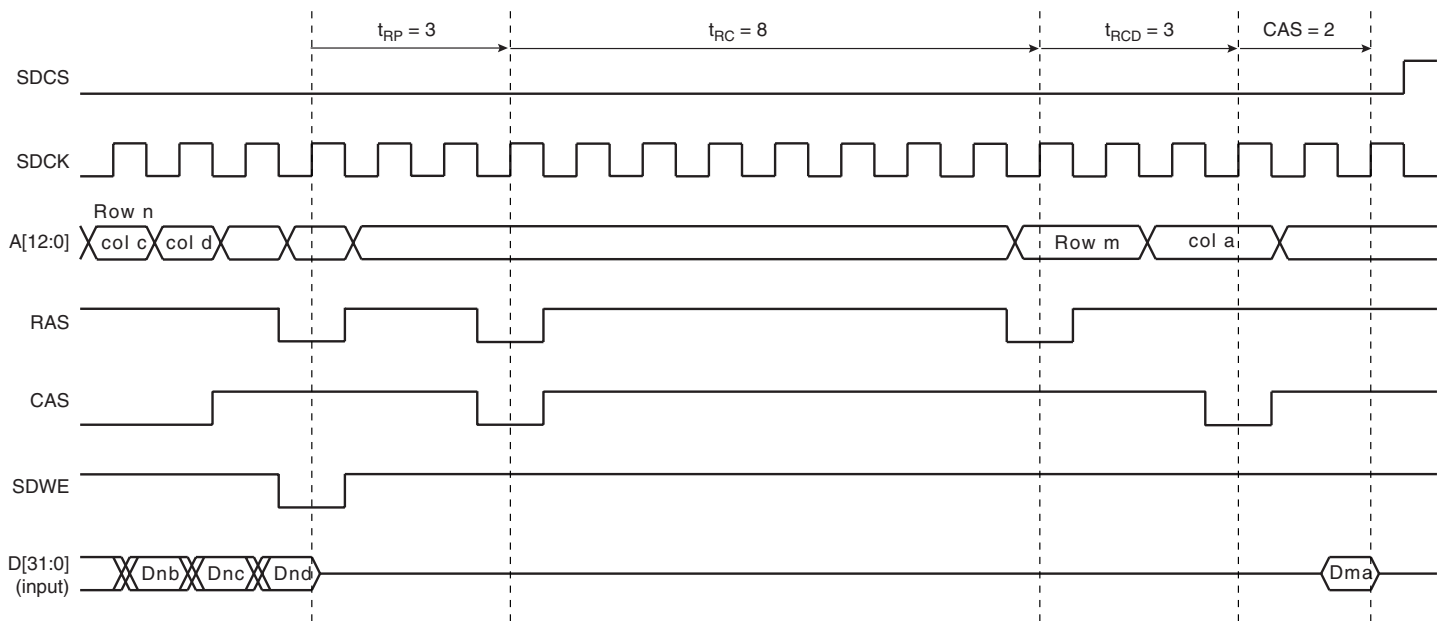 tRP = 3
tRC = 8
tRCD = 3
CAS = 2
SDCS
SDCK
Row n
A[12:0]
col c
col d
Row m
col a
RAS
CAS
SDWE
D[31:0]
(input)
Dnb
Dnc
Dnd
Dma